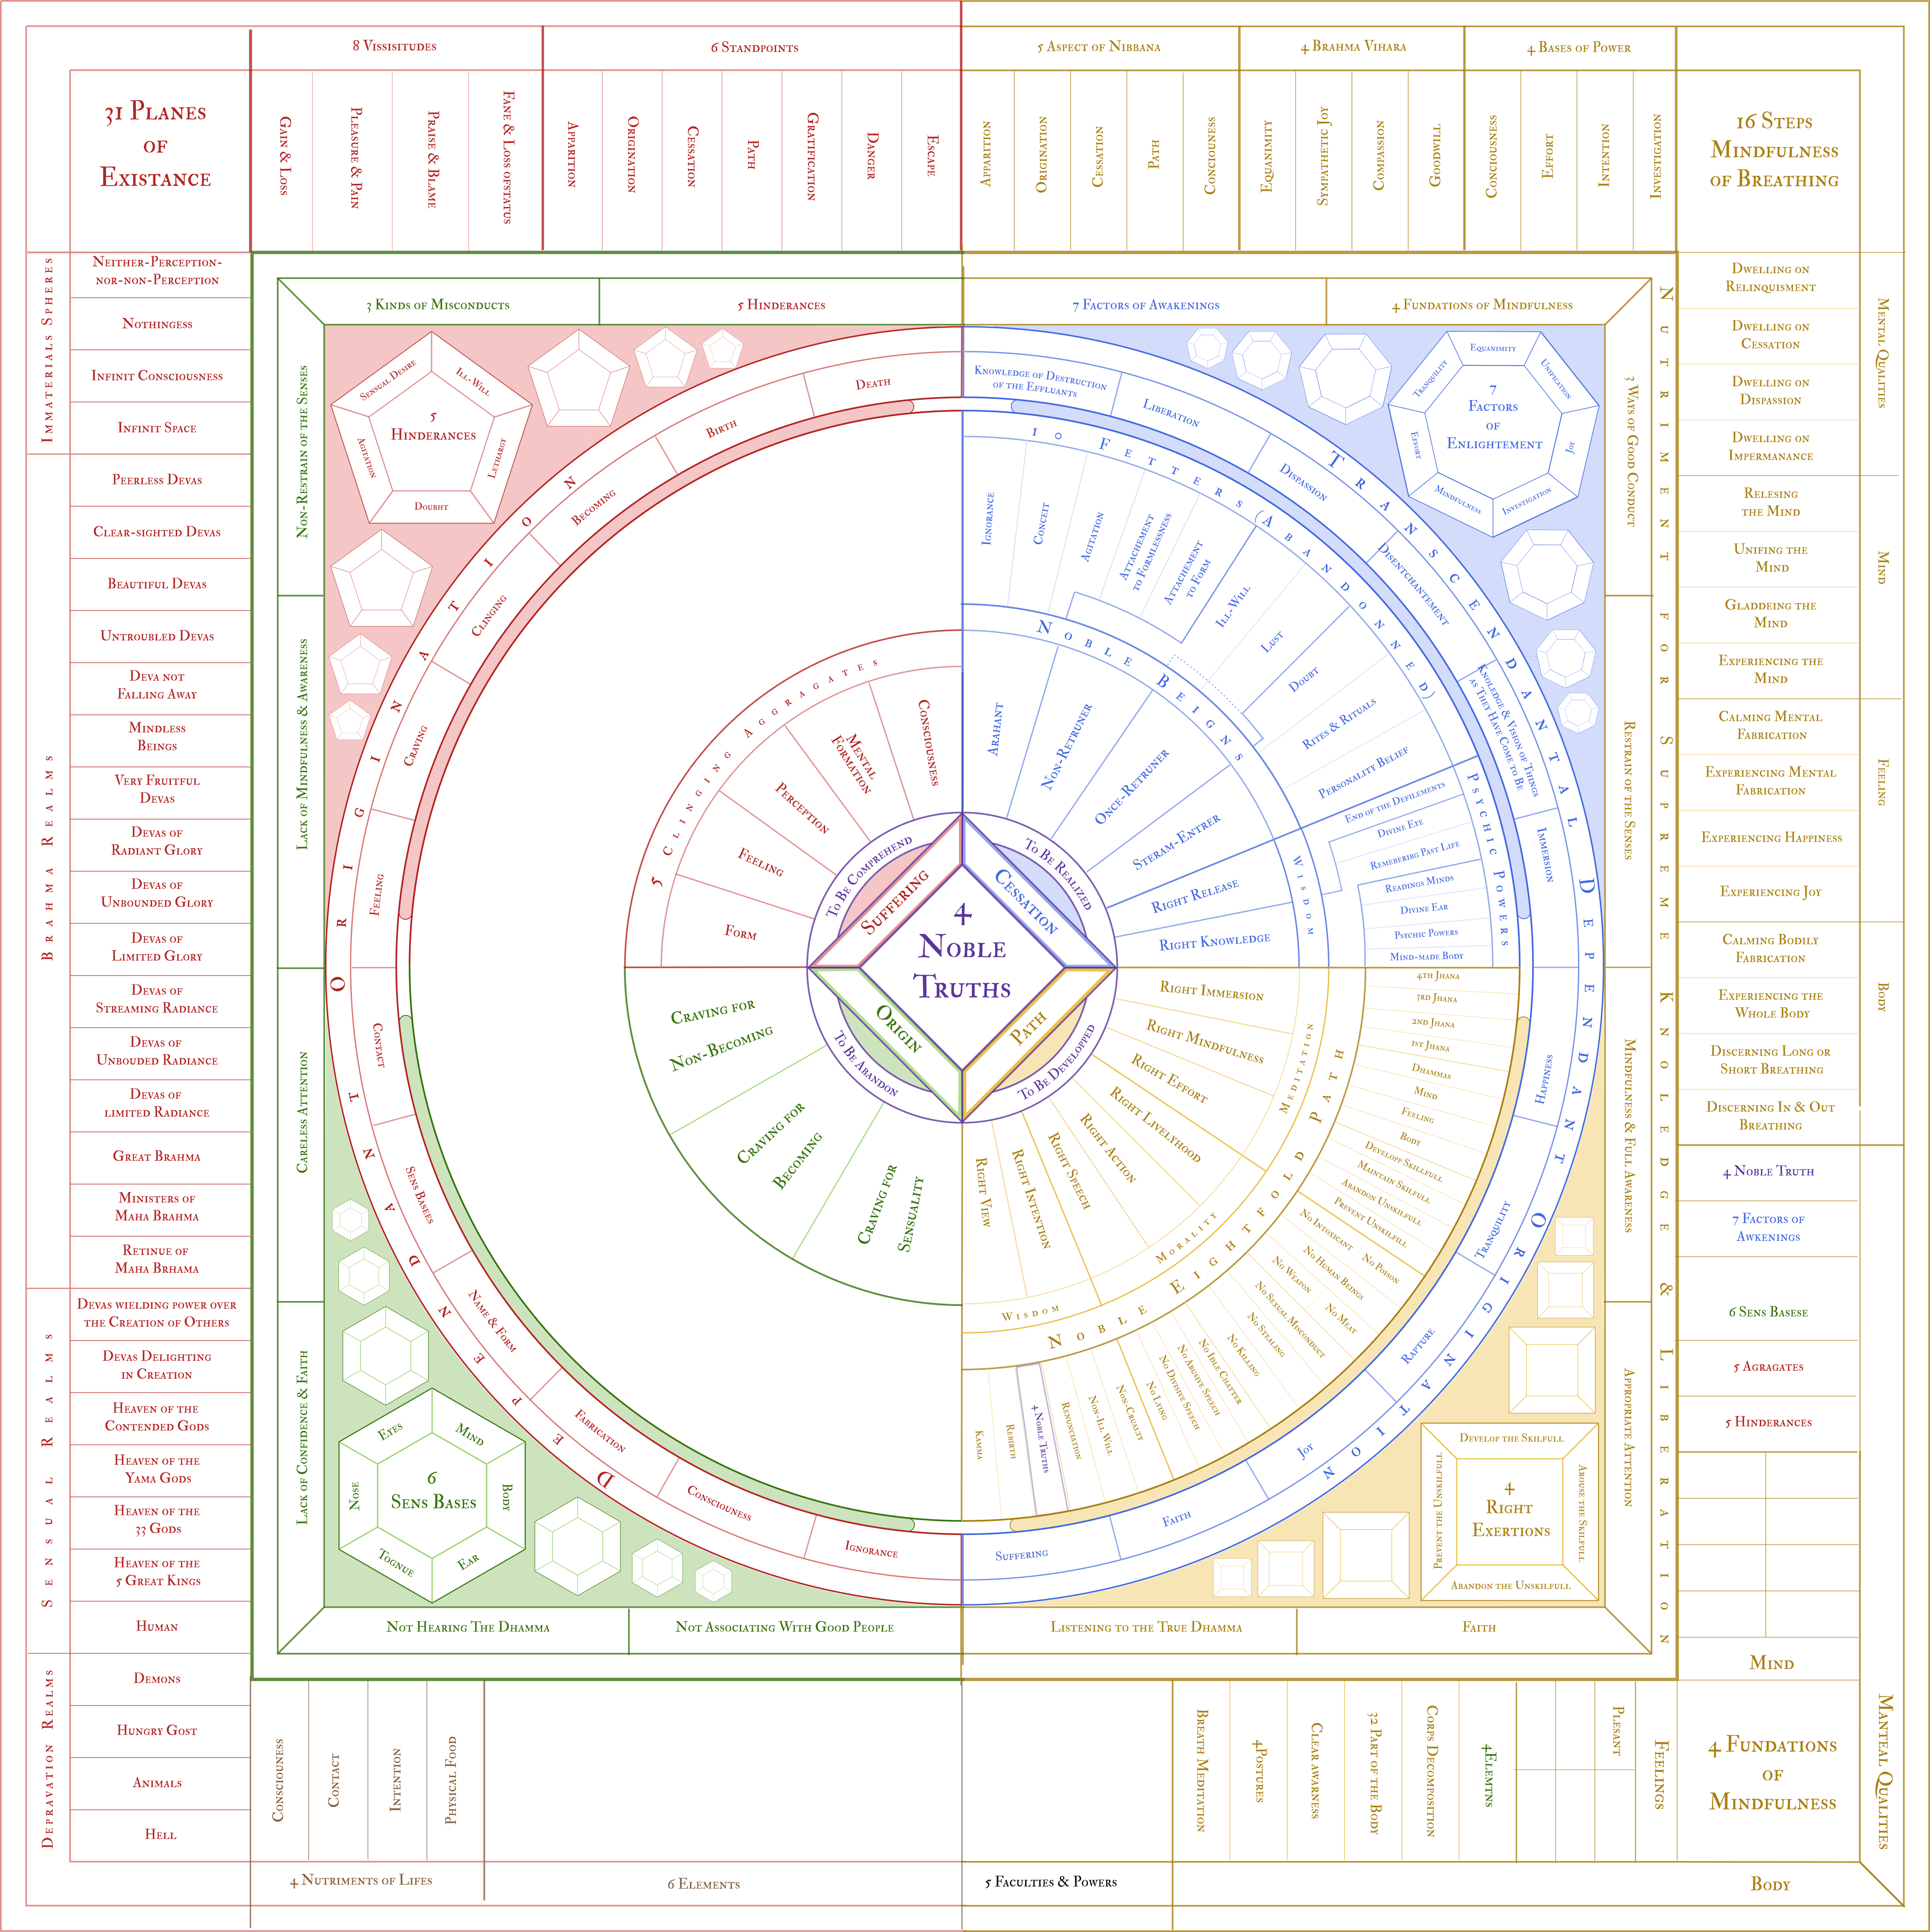 8 Vissisitudes
6 Standpoints
5 Aspect of Nibbana
4 Brahma Vihara
4 Bases of Power
31 Planes
of
Existance
Gain & Loss
Pleasure & Pain
Praise & Blame
Fane & Loss ofstatus
Apparition
Origination
Cessation
Path
Gratification
Danger
Escape
Apparition
Origination
Cessation
Path
Conciousness
Equanimity
Sympathetic Joy
Compassion
Goodwill
Conciousness
Effort
Intention
Investigation
16 Steps
Mindfulness
of Breathing
Immaterials Spheres
Neither-Perception-
nor-non-Perception
Nothingess
Infinit Consciousness
Infinit Space
Brahma Realms
Peerless Devas
Clear-sighted Devas
Beautiful Devas
Untroubled Devas
Deva not
Falling Away
Mindless
Beings
Very Fruitful
Devas
Devas of
Radiant Glory
Devas of
Unbounded Glory
Devas of
Limited Glory
Devas of
Streaming Radiance
Devas of
Unbouded Radiance
Devas of
limited Radiance
Great Brahma
Ministers of
Maha Brahma
Retinue of
Maha Brhama
Sensual Realms
Devas wielding power over
the Creation of Others
Devas Delighting
in Creation
Heaven of the
Contended Gods
Heaven of the
Yama Gods
Heaven of the
33 Gods
Heaven of the
5 Great Kings
Human
Depravation Realms
Demons
Hungry Gost
Animals
Hell
3 Kinds of Misconducts
5 Hinderances
7 Factors of Awakenings
4 Fundations of Mindfulness
Non-Restrain of the Senses
Lack of Mindfulness & Awareness
Careless Attention
Lack of Confidence & Faith
Not Hearing The Dhamma
Not Associating With Good People
Listening to the True Dhamma
Faith
3 Ways of Good Conduct
Restrain of the Senses
Mindfulness & Full Awareness
Appropriate Attention
Nutriment for Supreme Knoledge & Liberation
5
Hinderances
Sensual Desire
Ill-Will
Lethargy
Doubht
Agitation
7
Factors
of
Enlightement
Equanimity
Unification
Joy
Investigation
Mindfulness
Effort
Tranquility
6
Sens Bases
Eyes
Mind
Body
Ear
Tognue
Nose
4
Right
Exertions
Develop the Skilfull
Arouse the Skilfull
Abandon the Unskilfull
Prevent the Unskilfull
Depenndant Originination
Ignorance
Consciouness
Fabrication
Name & Form
Sens Basees
Contact
Feeling
Craving
Clinging
Becoming
Birth
Death
Transcendantal Dependant Originaition
Suffering
Faith
Joy
Rapture
Tranquility
Happiness
Immersion
Knoledge & Vision of Things
as They Have Come to Be
Disentchantement
Dispassion
Liberation
Knowledge of Destruction
of the Effluants
10 Fetters (Abandonned)
Ignorance
Conceit
Agitation
Attachement
to Formlessness
Attachement
to Form
Ill-Will
Lust
Doubt
Rites & Rituals
Personality Belief
Noble Beigns
Arahant
Non-Retruner
Once-Retruner
Steram-Entrer
Wisdom
Right Release
Right Knowledge
Psychic Powers
End of the Defilements
Divine Eye
Rememeribg Past Life
Readings Minds
Divine Ear
Psychic Powers
Mind-made Body
5 Clinging Aggragates
Form
Feeling
Perception
Mental
Formation
Consciousness
Craving for
Non-Becoming
Craving for
Becoming
Craving for
Sensuality
4
Noble
Truths
Suffering
Cessation
Origin
Path
To Be Comprehend
To Be Realized
To Be Abandon
To Be Developped
Noble Eightfold Path
Meditation
Morality
Wisdom
Right Immersion
Right Mindfulness
Right Effort
Right Livelyhood
Right Action
Right Speech
Right Intention
Right View
4th Jhana
3rd Jhana
2nd Jhana
1st Jhana
Dhammas
Mind
Feeling
Body
Developp Skillfull
Maintain Skilfull
Abandon Unskilfull
Prevent Unskilfill
No Intoxicant
No Poison
No Human Beings
No Weapon
No Meat
No Sexual Misconduct
No Stealing
No Killing
No Idle Chatter
No Abusive Speech
No Divisive Speech
No Lying
Non-Cruelty
Non-Ill Will
Renunciation
4 Noble Truths
Rebirth
Kamma
Mental Qualities
Dwelling on
Relinquisment
Dwelling on
Cessation
Dwelling on
Dispassion
Dwelling on
Impermanance
Mind
Relesing
the Mind
Unifing the
Mind
Gladdeing the
Mind
Experiencing the
Mind
Feeling
Calming Mental
Fabrication
Experiencing Mental
Fabrication
Experiencing Happiness
Experiencing Joy
Body
Calming Bodily
Fabrication
Experiencing the
Whole Body
Discerning Long or
Short Breathing
Discerning In & Out
Breathing
4 Noble Truth
7 Factors of
Awkenings
6 Sens Basese
5 Agragates
5 Hinderances
Mind
Manteal Qualities
4 Fundations
of
Mindfulness
Body
Consciouness
Contact
Intention
Physical Food
Breath Meditation
4Postures
Clear awarness
32 Part of the Body
Corps Decomposition
4Elemtns
Plesant
Feelings
4 Nutriments of Lifes
6 Elements
5 Faculties & Powers